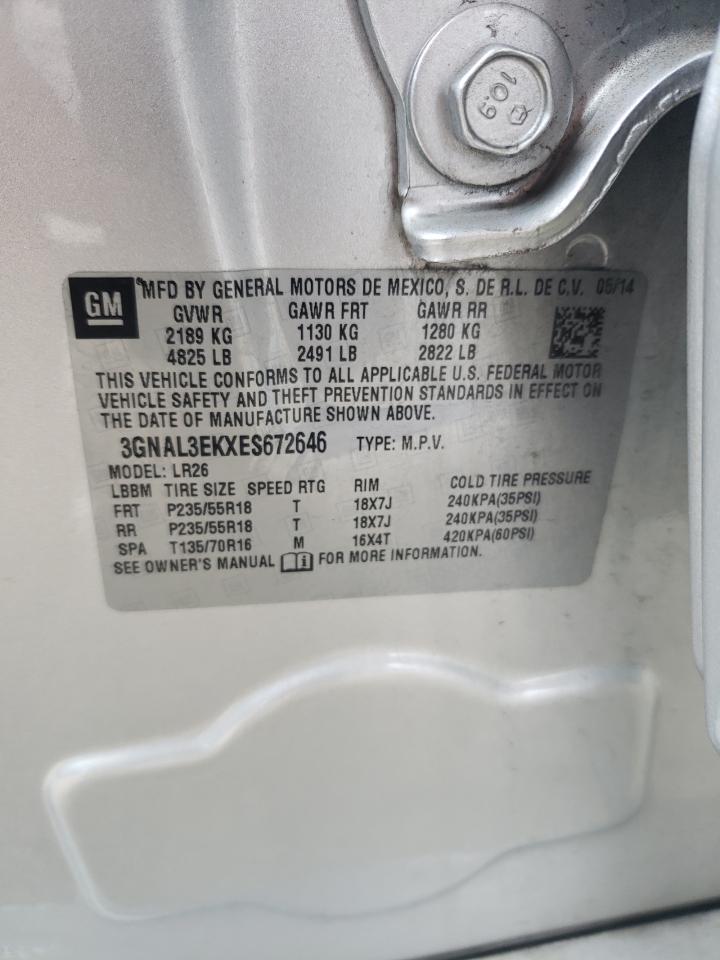 10.9
GM MFD BY GENERAL MOTORS DE MEXICO, S. DE R.L. DE C.V. 05/14
GVWR GAWR FRT GAWR RR
2189 KG 1130 KG 1280 KG
4825 LB 2491 LB 2822 LB
THIS VEHICLE CONFORMS TO ALL APPLICABLE U.S. FEDERAL MOTOR
VEHICLE SAFETY AND THEFT PREVENTION STANDARDS IN EFFECT ON
THE DATE OF MANUFACTURE SHOWN ABOVE.
3GNAL3EKXES672646 TYPE: M.P.V.
MODEL: LR26
LBBM TIRE SIZE SPEED RTG RIM COLD TIRE PRESSURE
FRT P235/55R18 T 18X7J 240KPA(35PSI)
RR P235/55R18 T 18X7J 240KPA(35PSI)
SPA T135/70R16 M 16X4T 420KPA(60PSI)
SEE OWNER'S MANUAL FOR MORE INFORMATION.